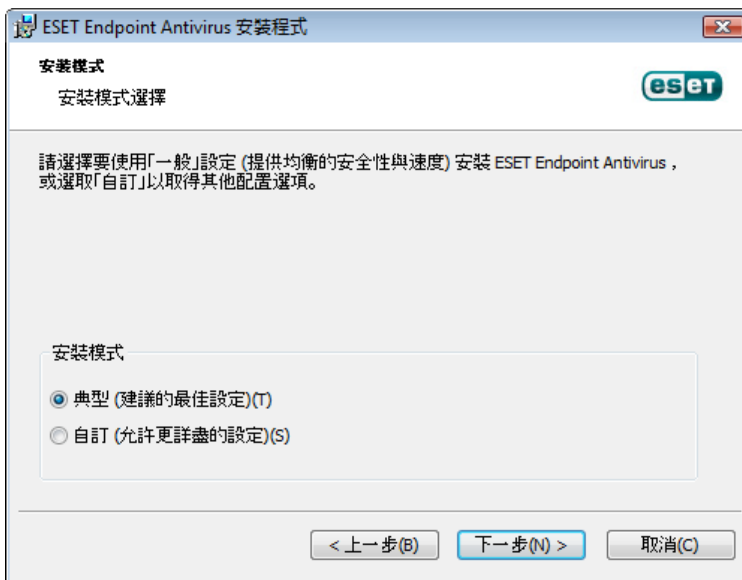 ESET Endpoint Antivirus 安裝程式
安裝模式
安裝模式選擇
eset
請選擇要使用「一般」設定 (提供均衡的安全性與速度) 安裝 ESET Endpoint Antivirus，
或選取「自訂」以取得其他配置選項。
安裝模式
典型 (建議的最佳設定)(T)
自訂 (允許更詳盡的設定)(S)
< 上一步(B) 下一步(N) > 取消(C)